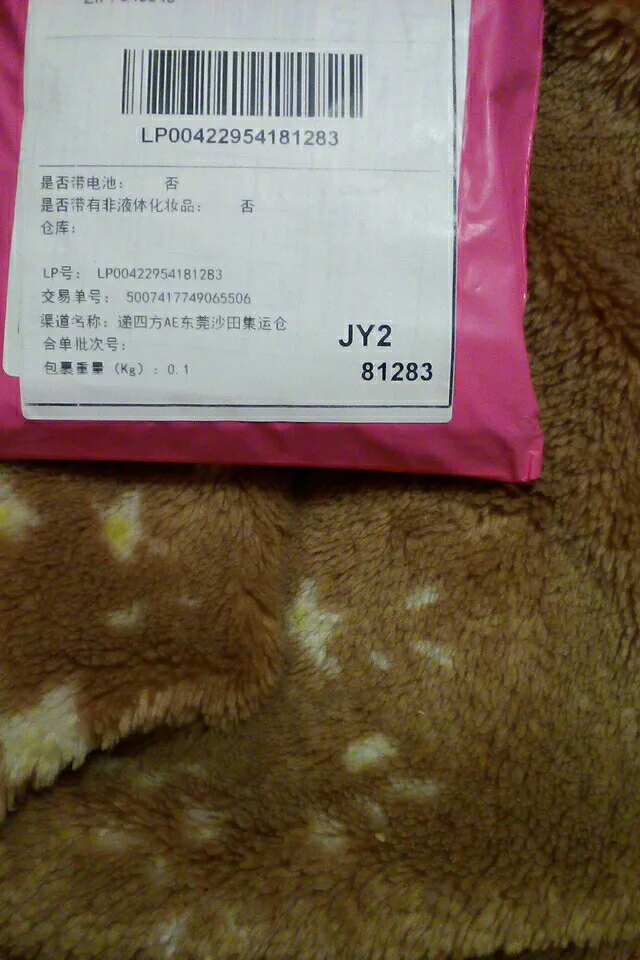 LP00422954181283
是否带电池： 否
是否带有非液体化妆品： 否
仓库：
LP号： LP00422954181283
交易单号： 5007417749065506
渠道名称： 递四方AE东莞沙田集运仓
合单批次号：
包裹重量（Kg）：0.1
JY2
81283